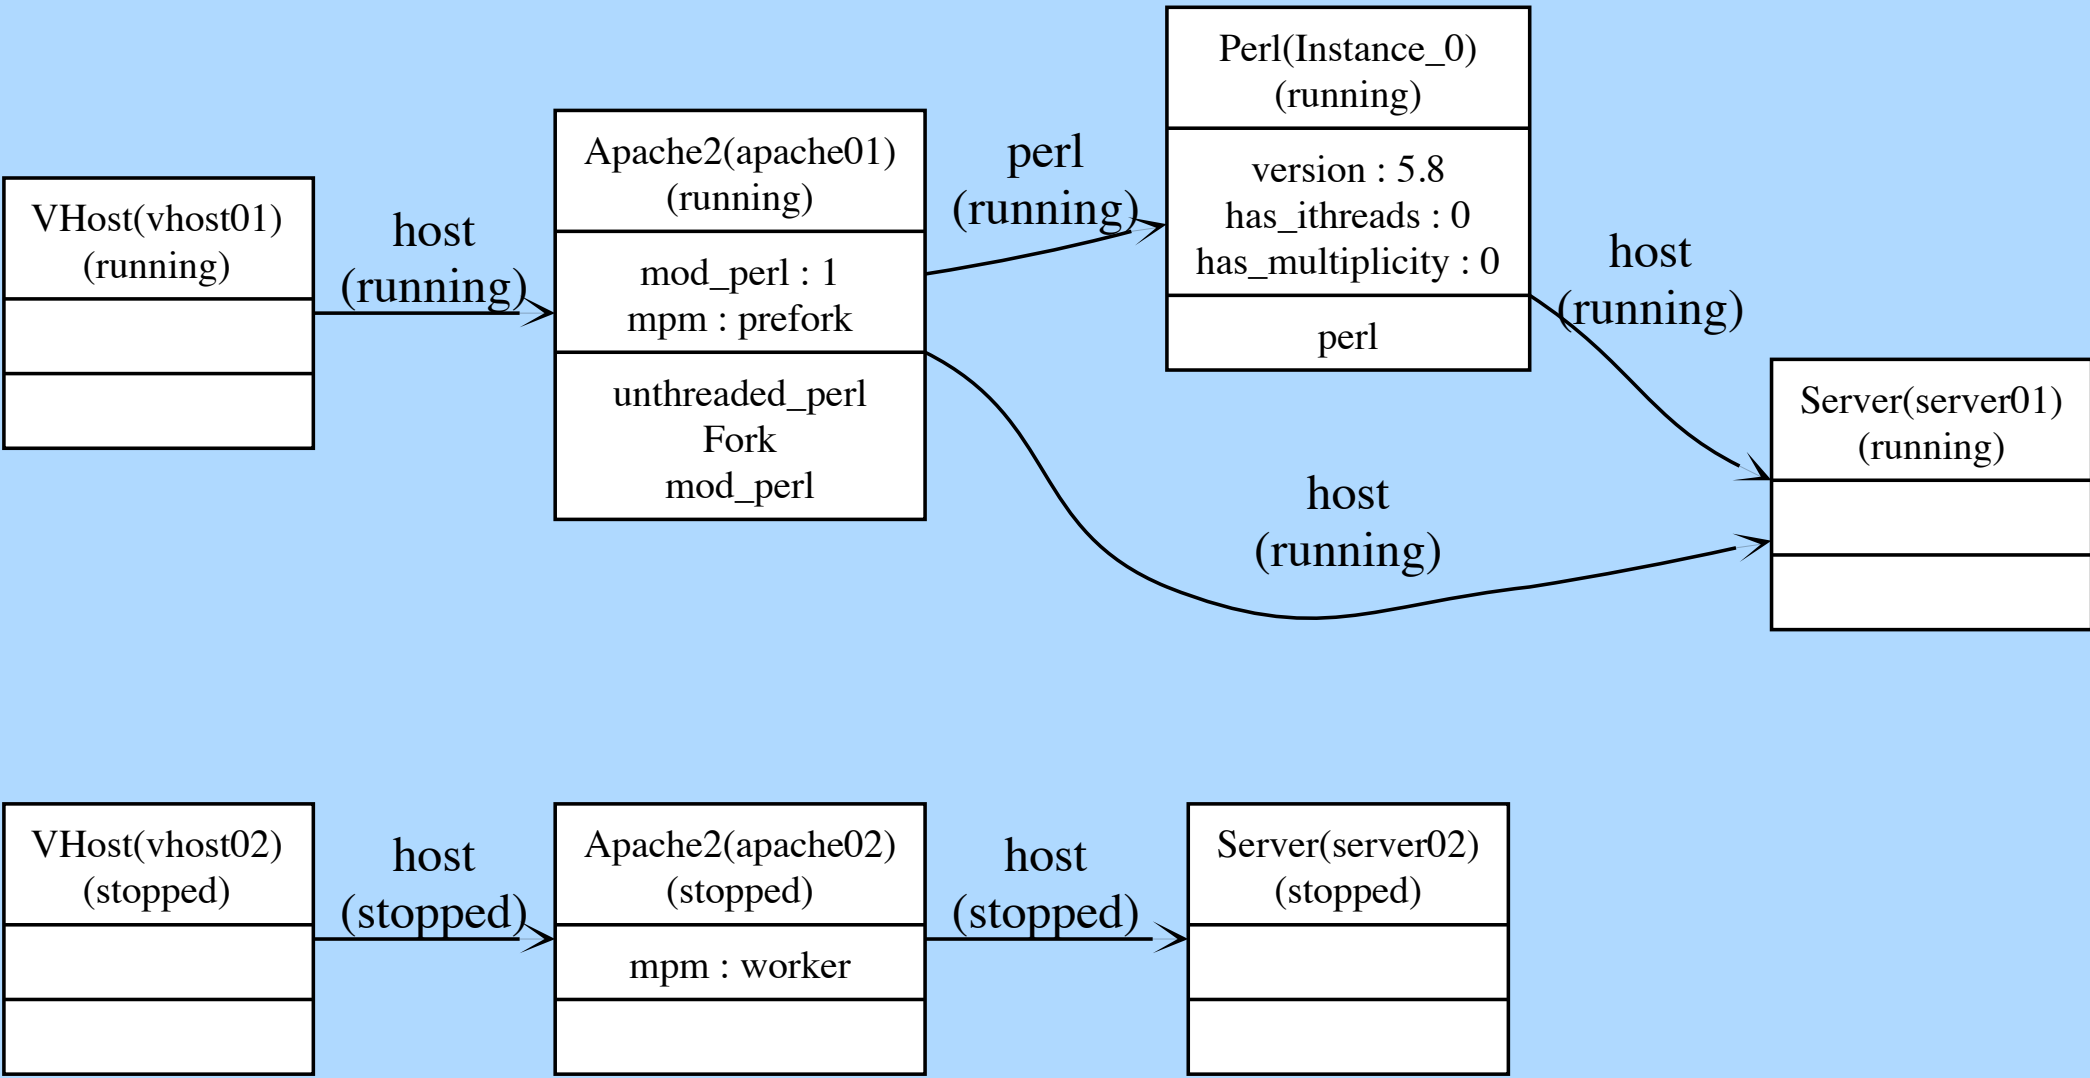 VHost(vhost01)
(running)
host
(running)
Apache2(apache01)
(running)
mod_perl : 1
mpm : prefork
unthreaded_perl
Fork
mod_perl
perl
(running)
Perl(Instance_0)
(running)
version : 5.8
has_ithreads : 0
has_multiplicity : 0
perl
host
(running)
host
(running)
Server(server01)
(running)
VHost(vhost02)
(stopped)
host
(stopped)
Apache2(apache02)
(stopped)
mpm : worker
host
(stopped)
Server(server02)
(stopped)